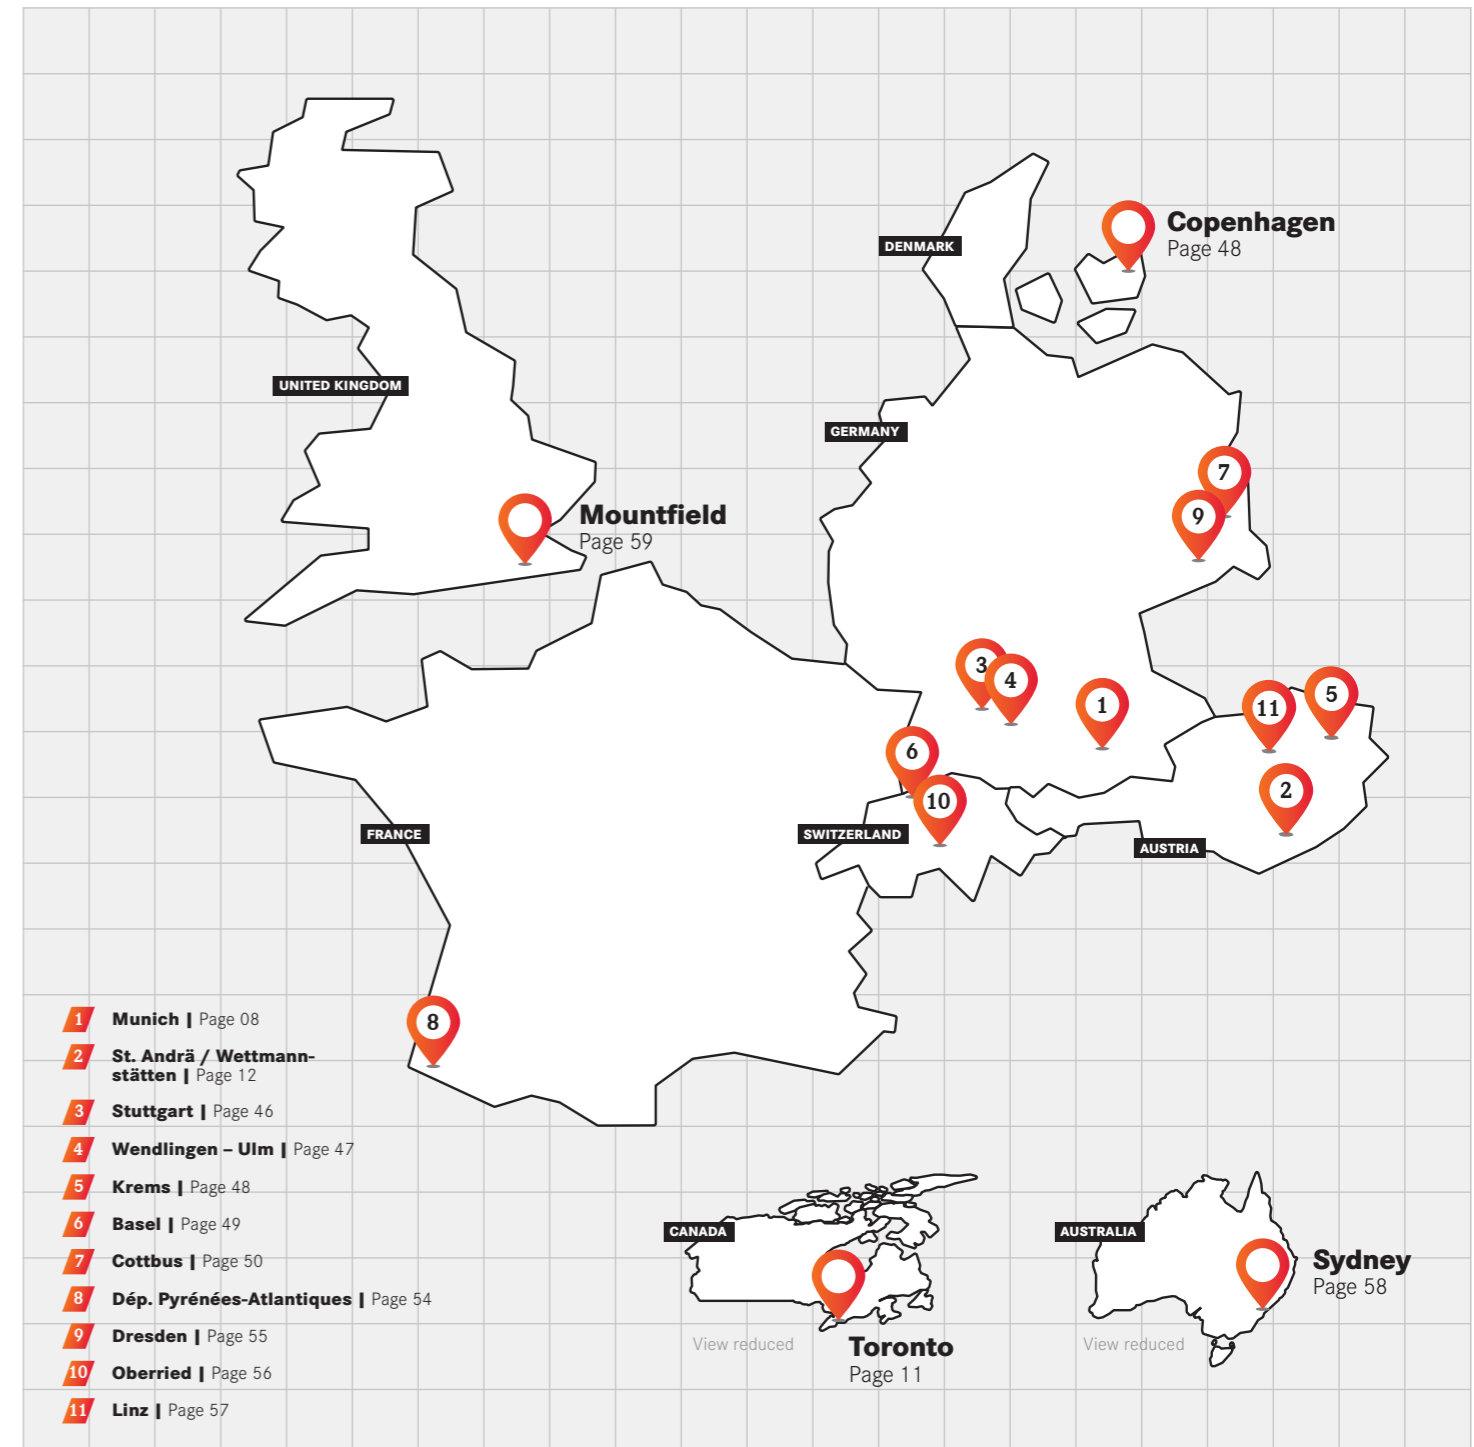 Copenhagen
Page 48
DENMARK
UNITED KINGDOM
GERMANY
7
9
Mountfield
Page 59
3
4
1
11
5
6
10
2
FRANCE
SWITZERLAND
AUSTRIA
8
1 Munich | Page 08
2 St. Andrä / Wettmann-
stätten | Page 12
3 Stuttgart | Page 46
4 Wendlingen – Ulm | Page 47
5 Krems | Page 48
6 Basel | Page 49
7 Cottbus | Page 50
8 Dép. Pyrénées-Atlantiques | Page 54
9 Dresden | Page 55
10 Oberried | Page 56
11 Linz | Page 57
CANADA
View reduced
Toronto
Page 11
AUSTRALIA
Sydney
Page 58
View reduced